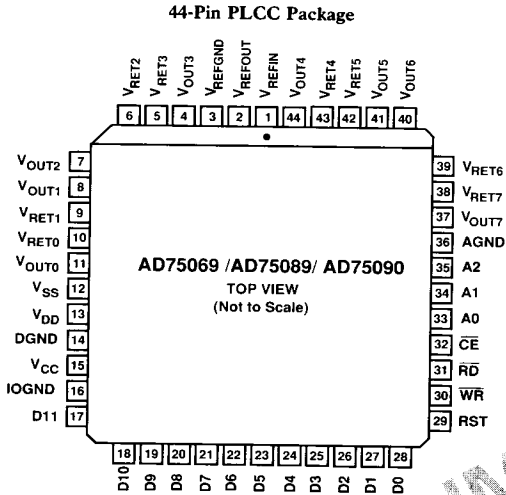 44-Pin PLCC Package
VRET2
VRET3
VOUT3
VREFGND
VREFOUT
VREFIN
VOUT4
VRET4
VRET5
VOUT5
VOUT6
6 5 4 3 2 1 44 43 42 41 40
VOUT2 7
VOUT1 8
VRET1 9
VRET0 10
VOUT0 11
VSS 12
VDD 13
DGND 14
VCC 15
IOGND 16
D11 17
AD75069 /AD75089/ AD75090
TOP VIEW
(Not to Scale)
39 VRET6
38 VRET7
37 VOUT7
36 AGND
35 A2
34 A1
33 A0
32 C̅E̅
31 R̅D̅
30 W̅R̅
29 RST
18 19 20 21 22 23 24 25 26 27 28
D10
D9
D8
D7
D6
D5
D4
D3
D2
D1
D0